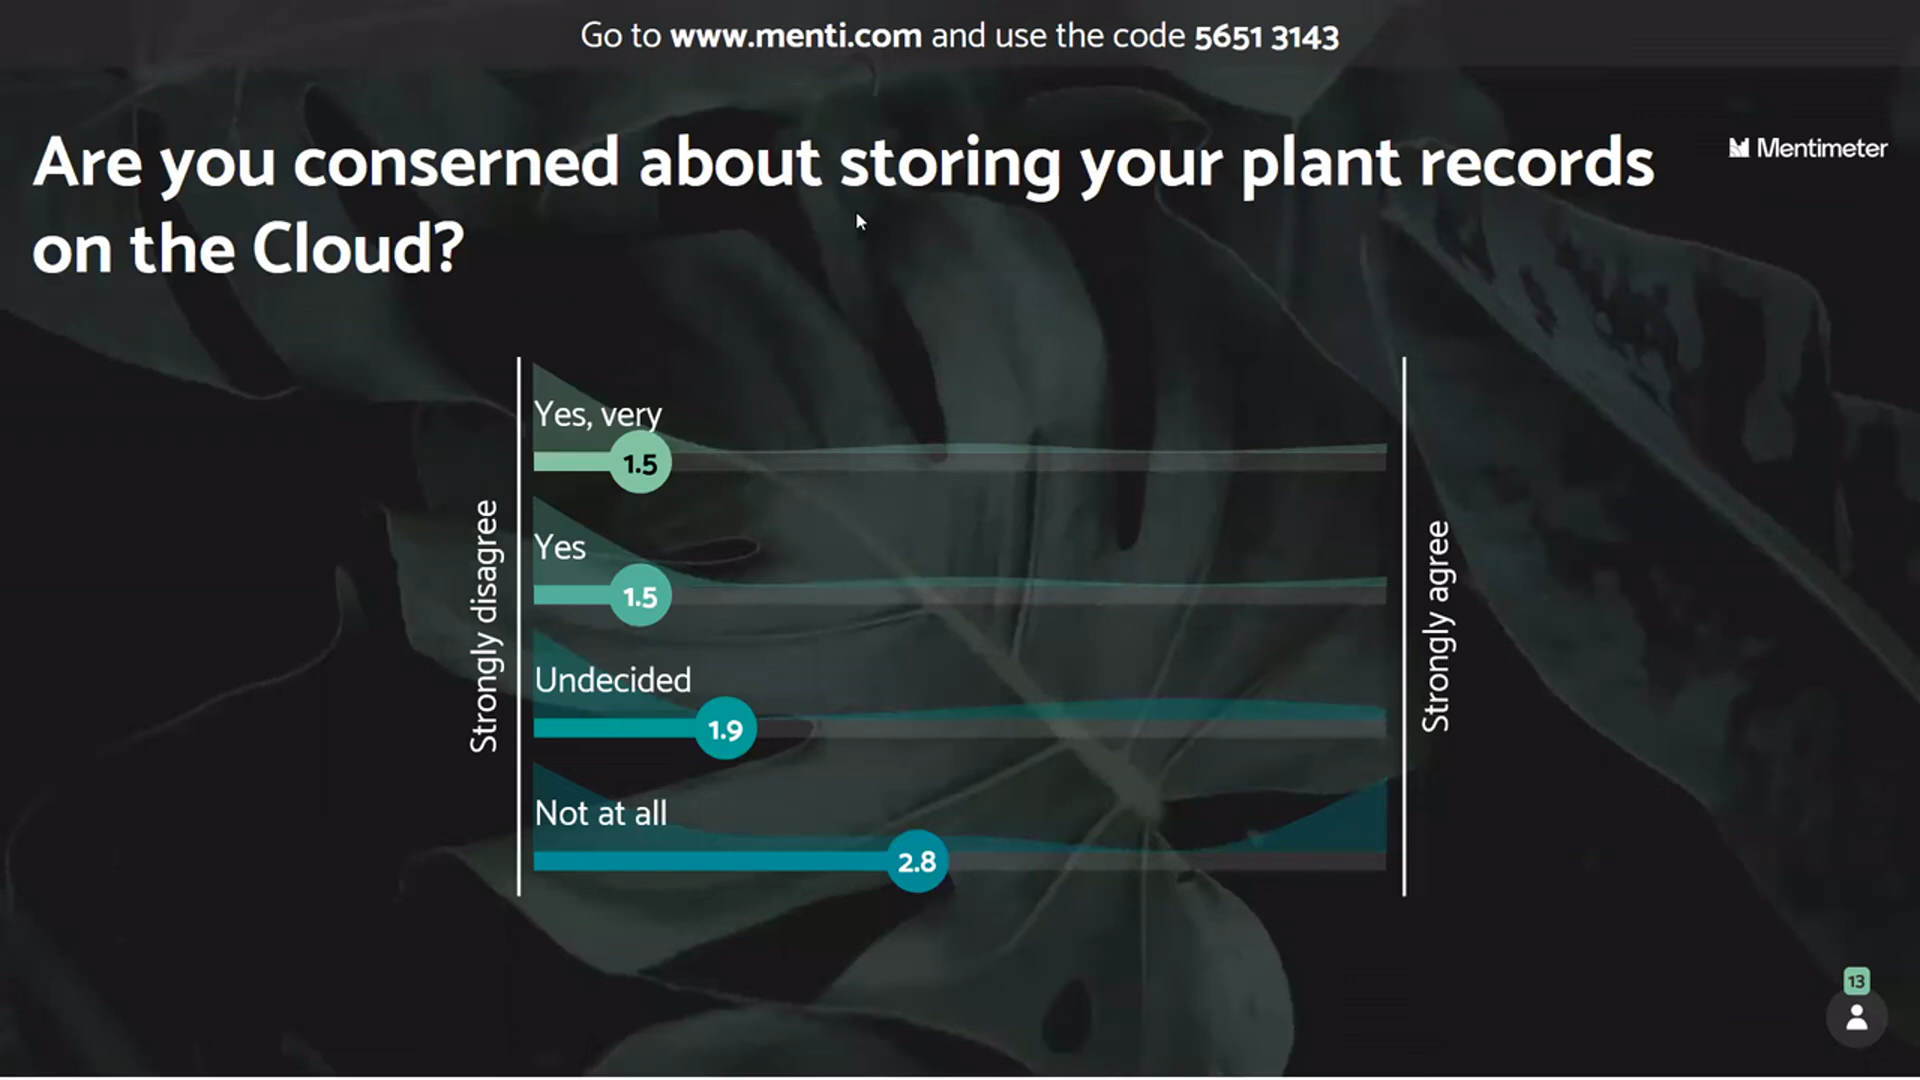 Go to www.menti.com and use the code 5651 3143
Are you conserned about storing your plant records
on the Cloud?
Mentimeter
Strongly disagree
Yes, very
1.5
Yes
1.5
Undecided
1.9
Not at all
2.8
Strongly agree
13